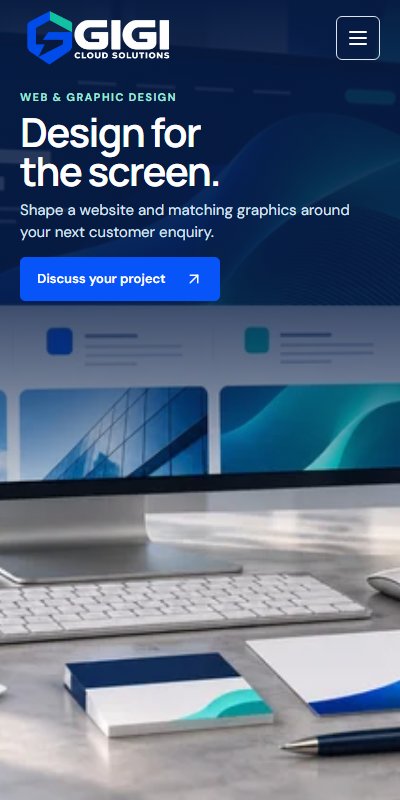 GIGI
CLOUD SOLUTIONS
WEB & GRAPHIC DESIGN
Design for
the screen.
Shape a website and matching graphics around
your next customer enquiry.
Discuss your project